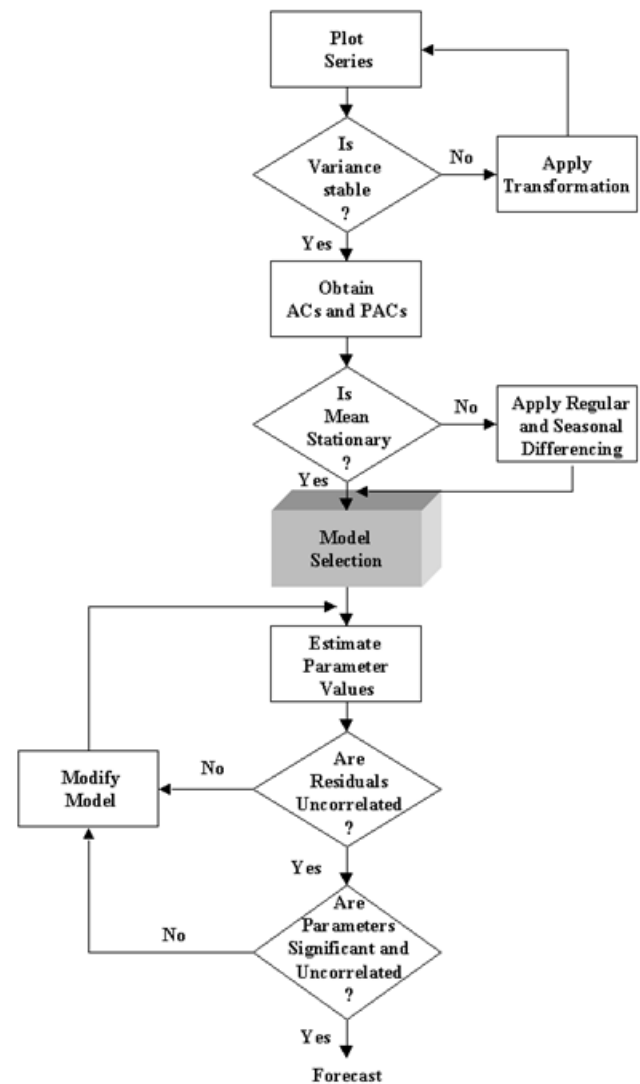 Plot
Series
Is
Variance
stable
?
No
Apply
Transformation
Yes
Obtain
ACs and PACs
Is
Mean
Stationary
?
No
Apply Regular
and Seasonal
Differencing
Yes
Model
Selection
Estimate
Parameter
Values
Are
Residuals
Uncorrelated
?
No
Modify
Model
Yes
Are
Parameters
Significant and
Uncorrelated
?
No
Yes
Forecast